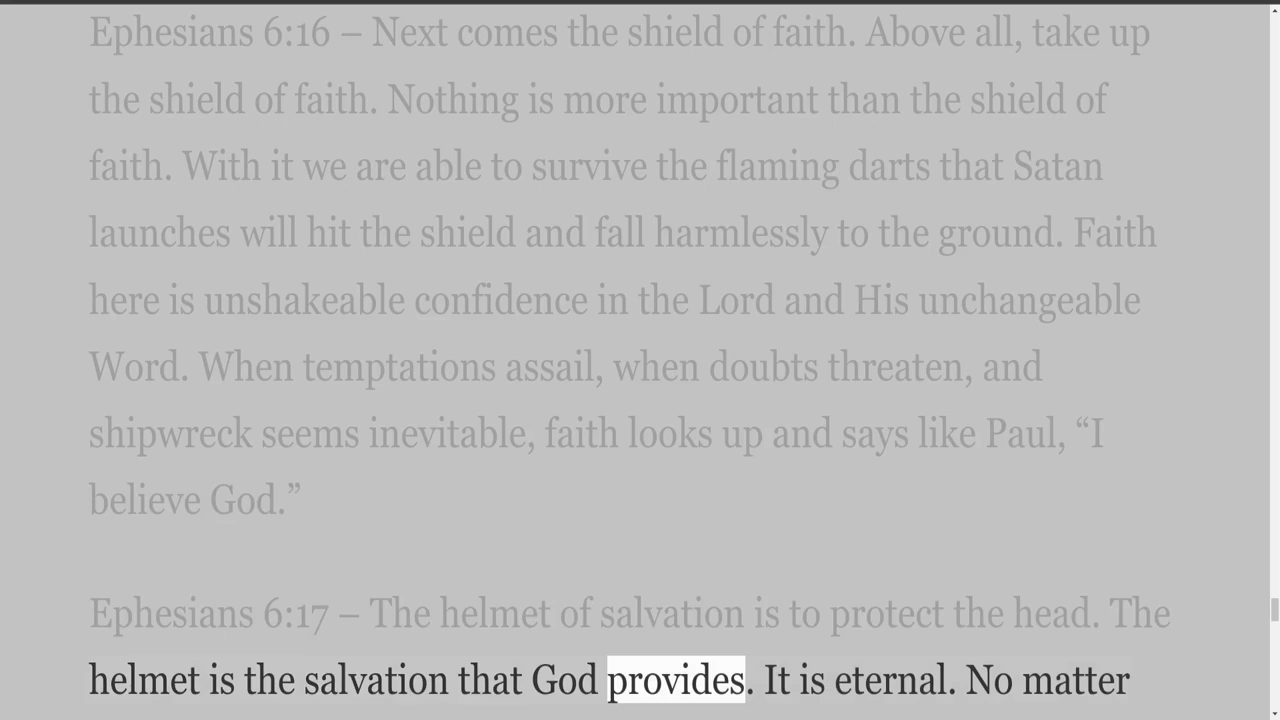 Ephesians 6:16 – Next comes the shield of faith. Above all, take up
the shield of faith. Nothing is more important than the shield of
faith. With it we are able to survive the flaming darts that Satan
launches will hit the shield and fall harmlessly to the ground. Faith
here is unshakeable confidence in the Lord and His unchangeable
Word. When temptations assail, when doubts threaten, and
shipwreck seems inevitable, faith looks up and says like Paul, “I
believe God.”
Ephesians 6:17 – The helmet of salvation is to protect the head. The
helmet is the salvation that God provides. It is eternal. No matter